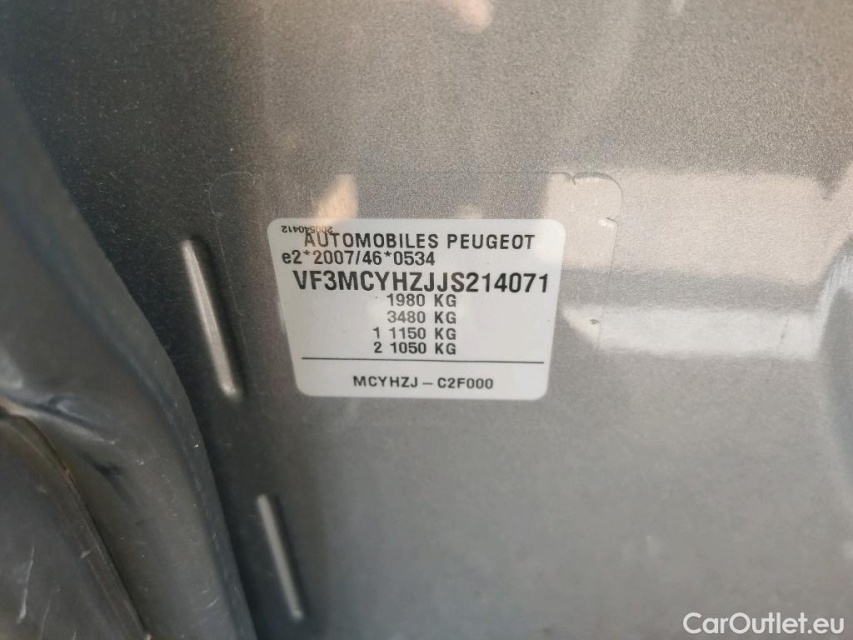 200540412
AUTOMOBILES PEUGEOT
e2*2007/46*0534
VF3MCYHZJJS214071
1980 KG
3480 KG
1 1150 KG
2 1050 KG
MCYHZJ – C2F000
CarOutlet.eu